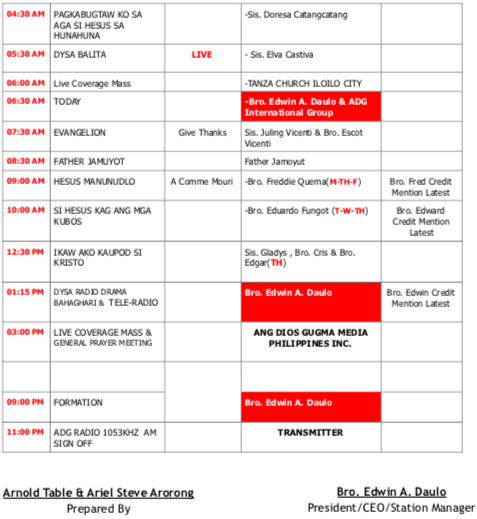 04:30 AM PAGKABUGTAW KO SA -Sis. Doresa Catangcatang
AGA SI HESUS SA
HUNAHUNA
05:30 AM DYSA BALITA LIVE - Sis. Elva Castiva
06:00 AM Live Coverage Mass -TANZA CHURCH ILOILO CITY
06:30 AM TODAY -Bro. Edwin A. Daulo & ADG
International Group
07:30 AM EVANGELION Give Thanks Sis. Juling Vicenti & Bro. Escot
Vicenti
08:30 AM FATHER JAMUYOT Father Jamoyut
09:00 AM HESUS MANUNUDLO A Comme Mouri -Bro. Freddie Quema(M-TH-F) Bro. Fred Credit
Mention Latest
10:00 AM SI HESUS KAG ANG MGA -Bro. Eduardo Fungot (T-W-TH) Bro. Edward
KUBOS Credit Mention
Latest
12:30 PM IKAW AKO KAUPOD SI Sis. Gladys , Bro. Cris & Bro.
KRISTO Edgar(TH)
01:15 PM DYSA RADIO DRAMA Bro. Edwin A. Daulo Bro. Edwin Credit
BAHAGHARI & TELE-RADIO Mention Latest
03:00 PM LIVE COVERAGE MASS & ANG DIOS GUGMA MEDIA
GENERAL PRAYER MEETING PHILIPPINES INC.
09:00 PM FORMATION Bro. Edwin A. Daulo
11:00 PM ADG RADIO 1053KHZ AM TRANSMITTER
SIGN OFF
Arnold Table & Ariel Steve Arorong Bro. Edwin A. Daulo
Prepared By President/CEO/Station Manager